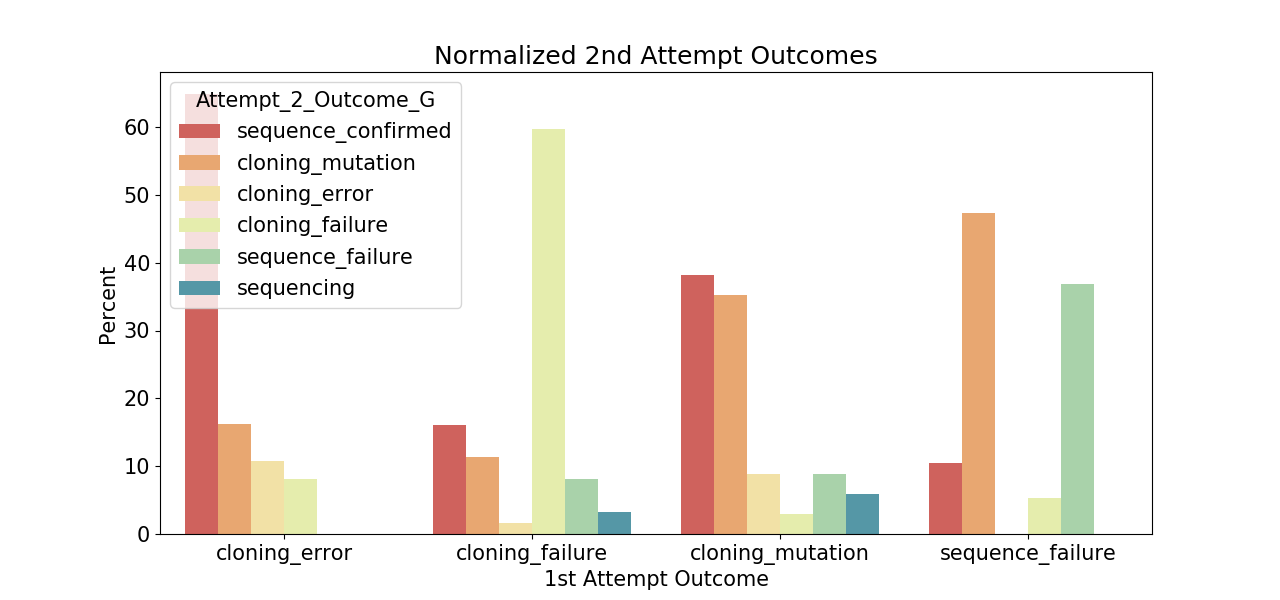 Normalized 2nd Attempt Outcomes
Attempt_2_Outcome_G
sequence_confirmed
cloning_mutation
cloning_error
cloning_failure
sequence_failure
sequencing
Percent
60
50
40
30
20
10
0
cloning_error cloning_failure cloning_mutation sequence_failure
1st Attempt Outcome